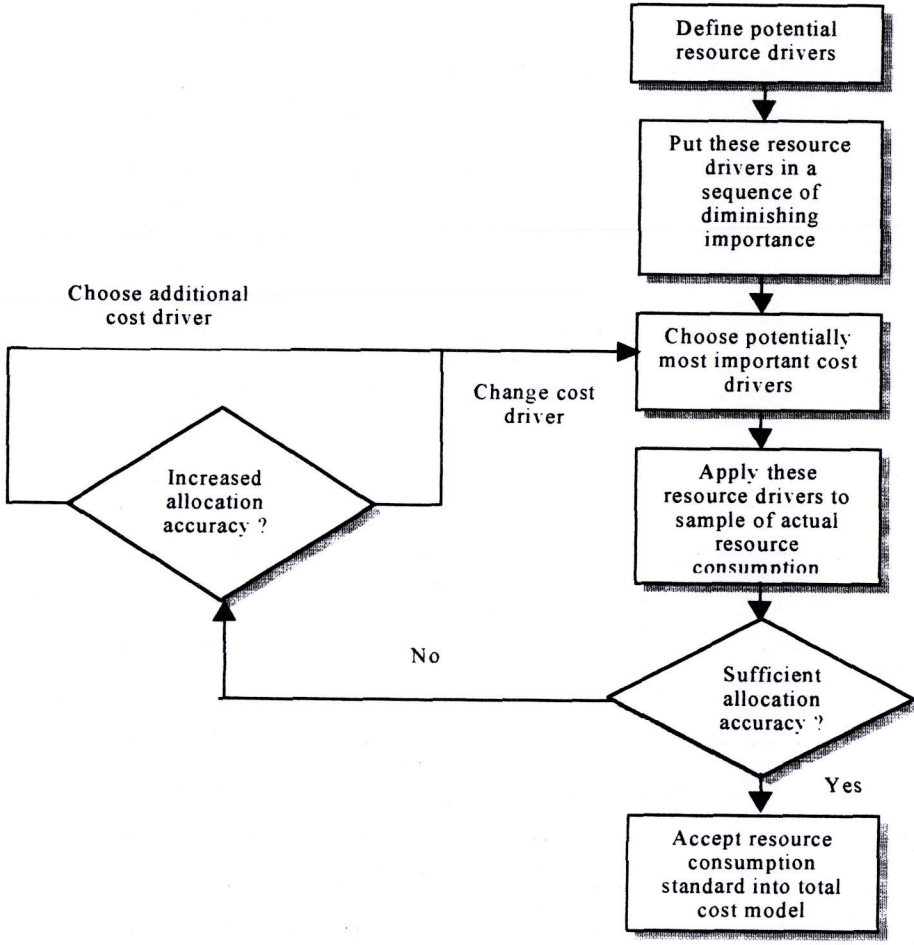 Define potential
resource drivers
Put these resource
drivers in a
sequence of
diminishing
importance
Choose additional
cost driver
Choose potentially
most important cost
drivers
Change cost
driver
Increased
allocation
accuracy ?
Apply these
resource drivers to
sample of actual
resource
consumption
No
Sufficient
allocation
accuracy ?
Yes
Accept resource
consumption
standard into total
cost model